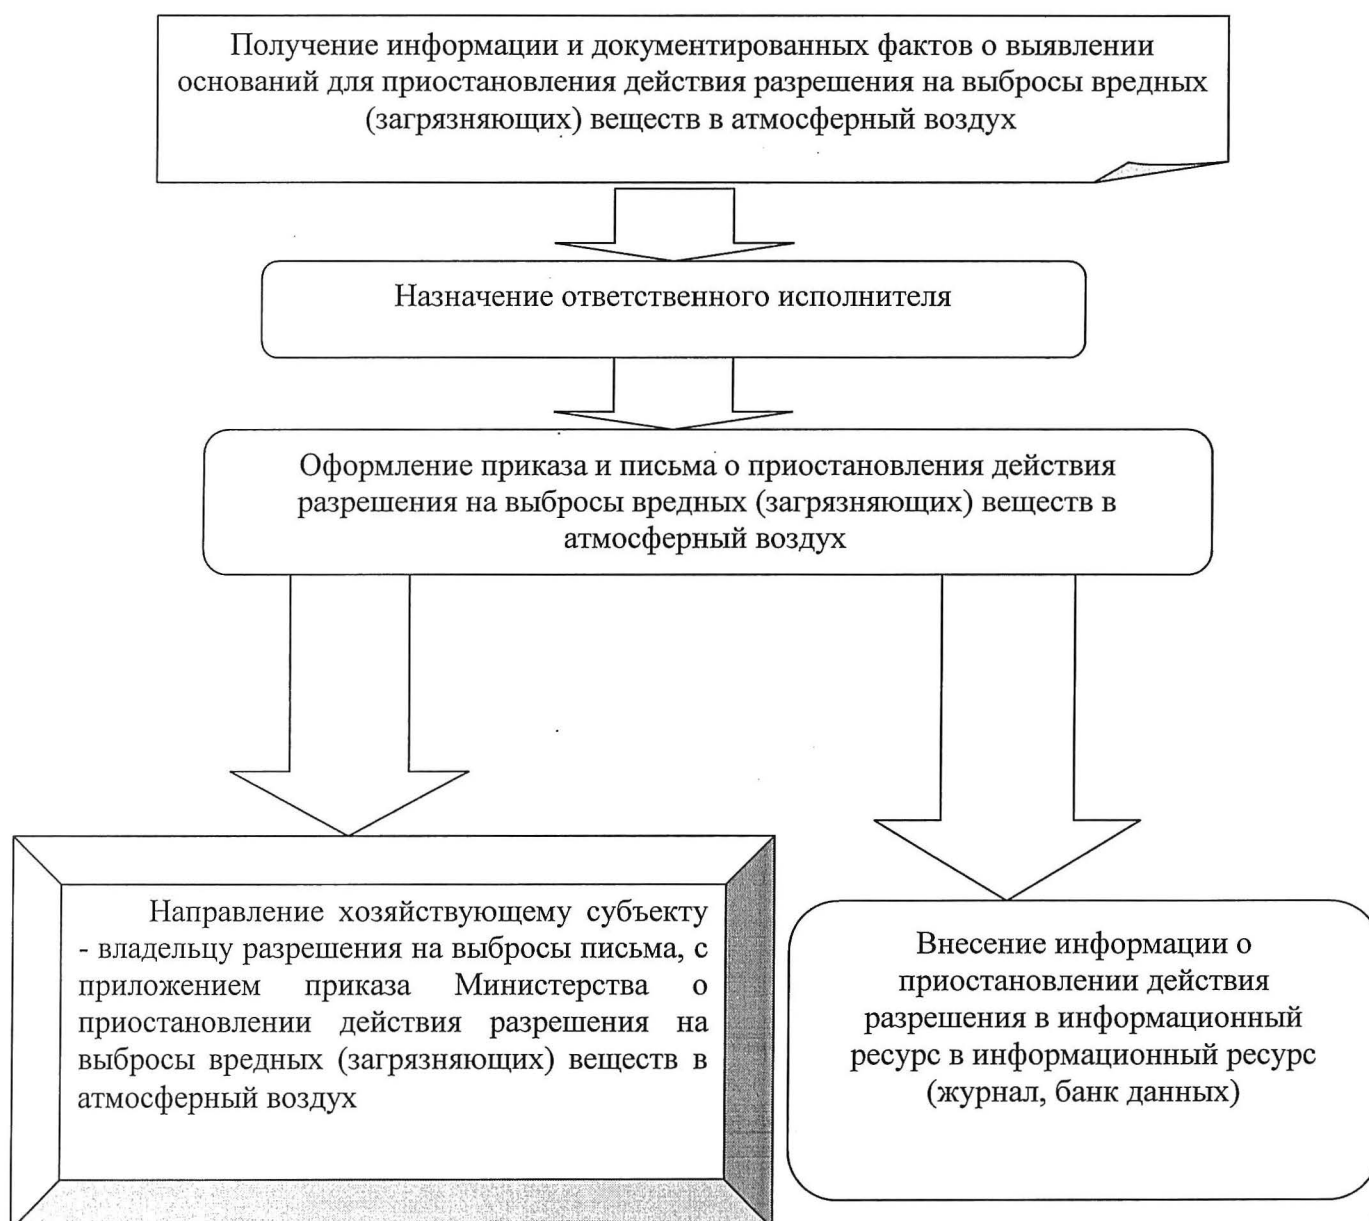 Получение информации и документированных фактов о выявлении
оснований для приостановления действия разрешения на выбросы вредных
(загрязняющих) веществ в атмосферный воздух
Назначение ответственного исполнителя
Оформление приказа и письма о приостановления действия
разрешения на выбросы вредных (загрязняющих) веществ в
атмосферный воздух
Направление хозяйствующему субъекту
- владельцу разрешения на выбросы письма, с
приложением приказа Министерства о
приостановлении действия разрешения на
выбросы вредных (загрязняющих) веществ в
атмосферный воздух
Внесение информации о
приостановлении действия
разрешения в информационный
ресурс в информационный ресурс
(журнал, банк данных)